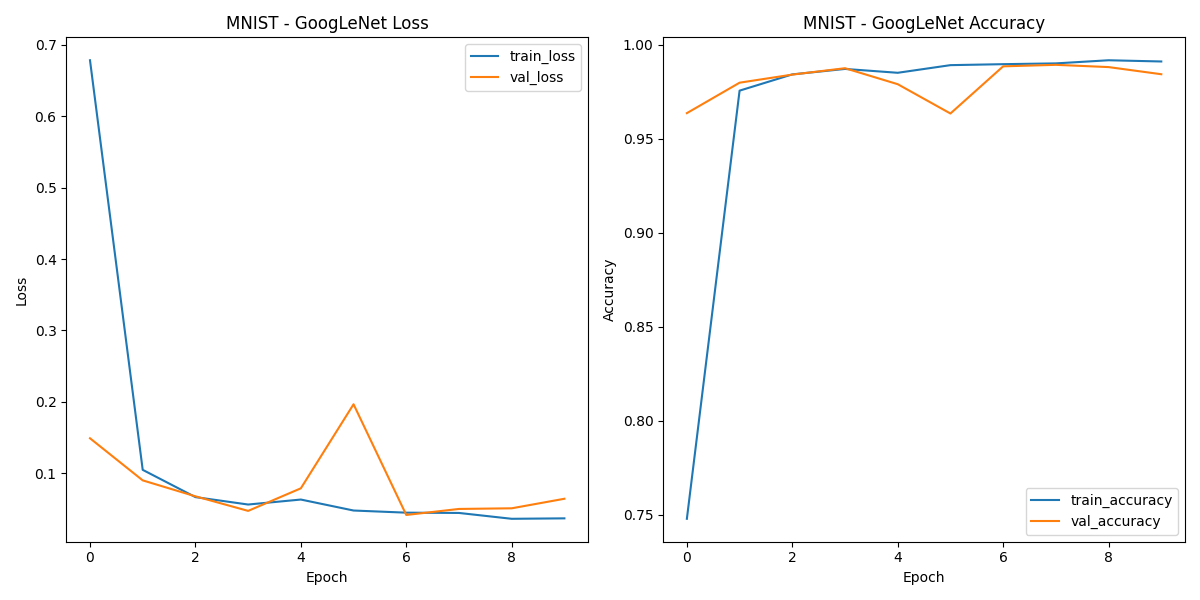 MNIST - GoogLeNet Loss
0.7
0.6
0.5
0.4
0.3
0.2
0.1
Loss
0
2
4
6
8
Epoch
train_loss
val_loss
MNIST - GoogLeNet Accuracy
1.00
0.95
0.90
0.85
0.80
0.75
Accuracy
0
2
4
6
8
Epoch
train_accuracy
val_accuracy